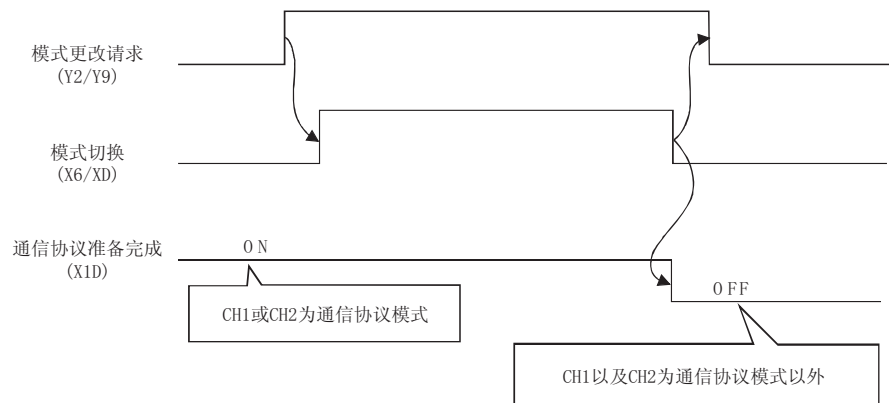 模式更改请求
(Y2/Y9)
模式切换
(X6/XD)
通信协议准备完成
(X1D)
ON
CH1或CH2为通信协议模式
OFF
CH1以及CH2为通信协议模式以外